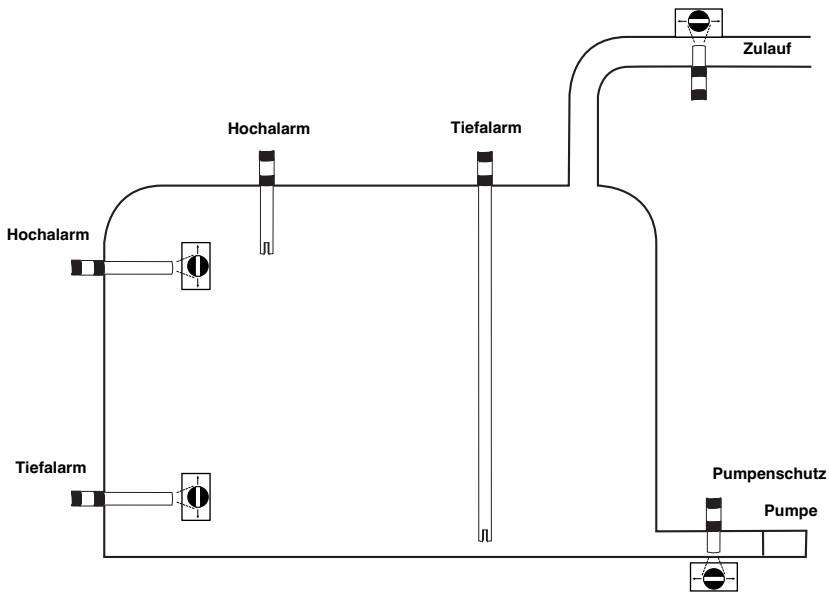 Zulauf
Hochalarm
Tiefalarm
Hochalarm
Tiefalarm
Pumpenschutz
Pumpe